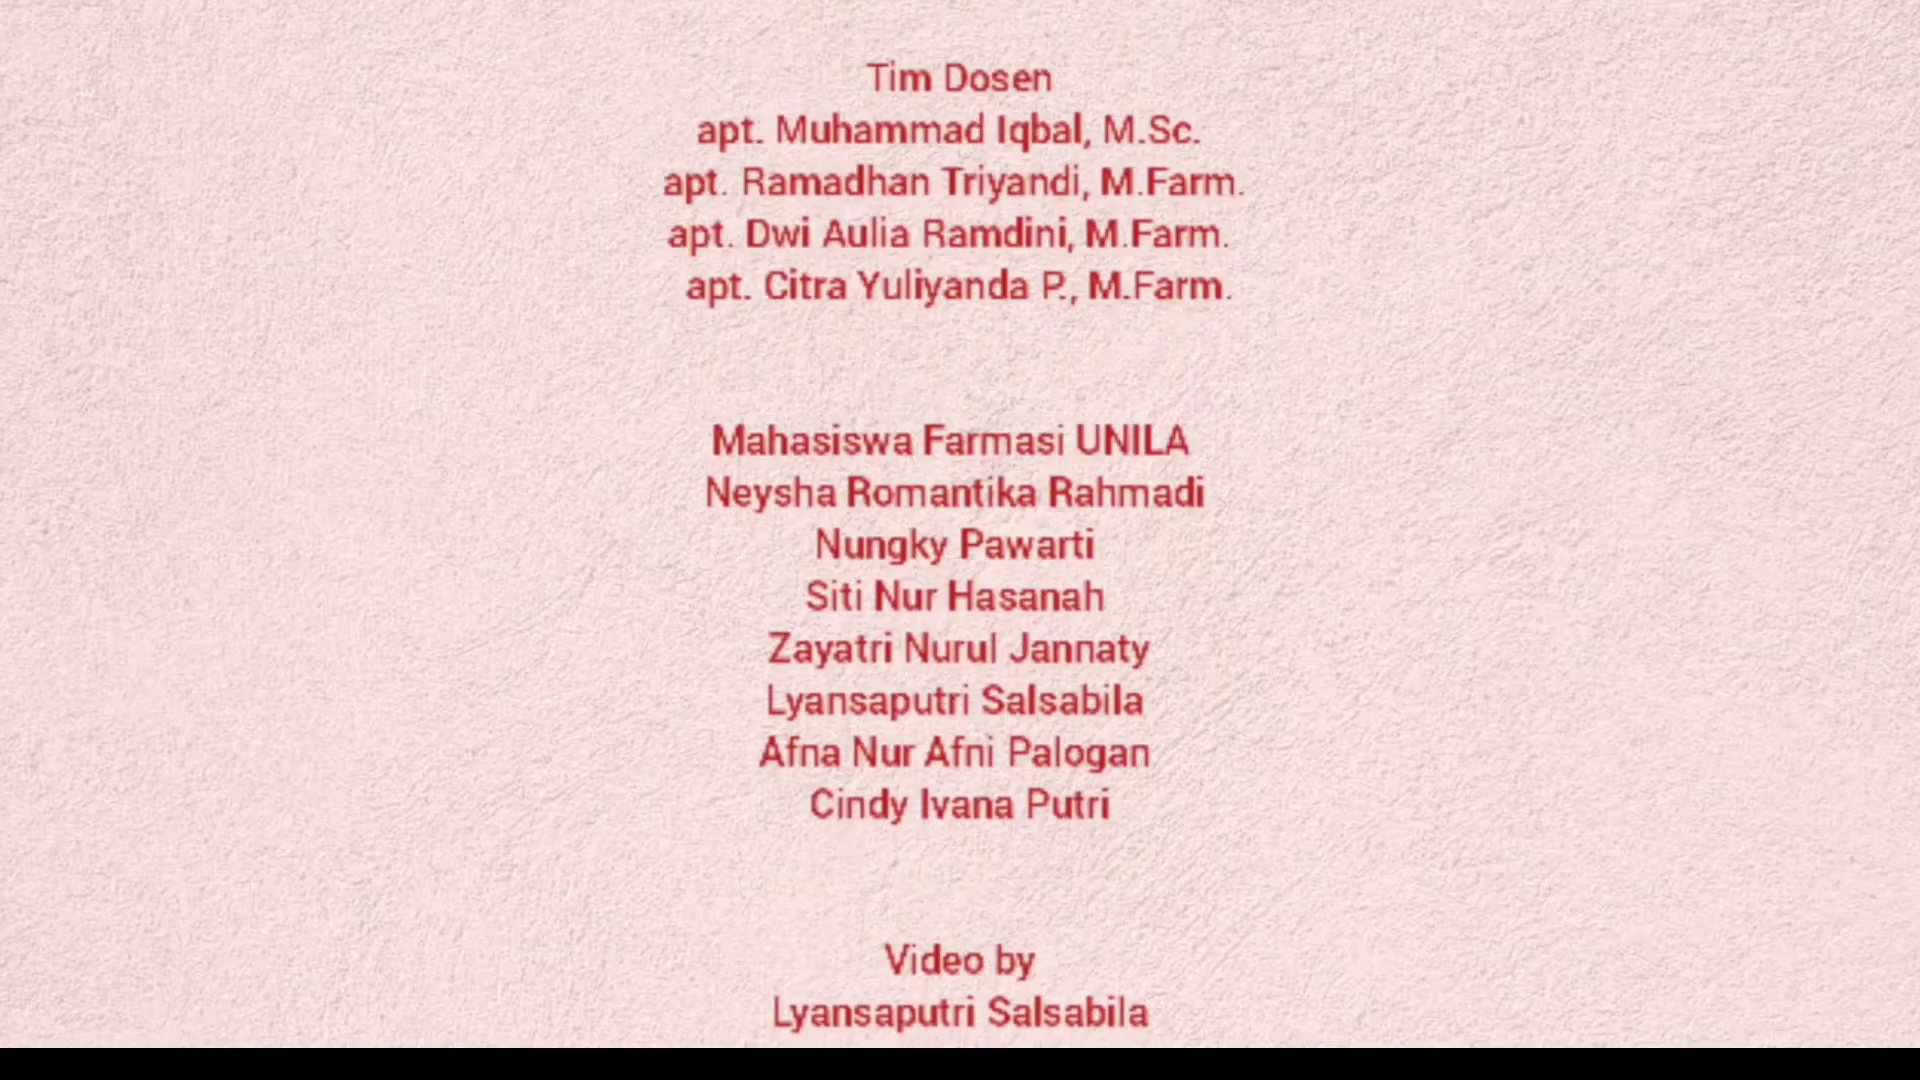 Tim Dosen
apt. Muhammad Iqbal, M.Sc.
apt. Ramadhan Triyandi, M.Farm.
apt. Dwi Aulia Ramdini, M.Farm.
apt. Citra Yuliyanda P., M.Farm.
Mahasiswa Farmasi UNILA
Neysha Romantika Rahmadi
Nungky Pawarti
Siti Nur Hasanah
Zayatri Nurul Jannaty
Lyansaputri Salsabila
Afna Nur Afni Palogan
Cindy Ivana Putri
Video by
Lyansaputri Salsabila